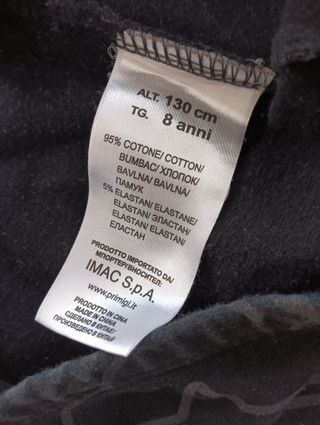 ALT. 130 cm
TG. 8 anni
95% COTONE/ COTTON/
BUMBAC/ ХЛОПОК/
BAVLNA/ BAVLNA/
ПАМУК
5% ELASTAN/ ELASTANE/
ELASTAN/ ЭЛАСТАН/
ELASTAN/ ELASTAN/
ЕЛАСТАН
PRODOTTO IMPORTATO DA/
ИМПОРТЕР/ВНОСИТЕЛ:
IMAC S.p.A.
www.primigi.it
PRODOTTO IN CINA
MADE IN CHINA
СДЕЛАНО В КИТАЕ/
ПРОИЗВЕДЕНО В КИТАЙ